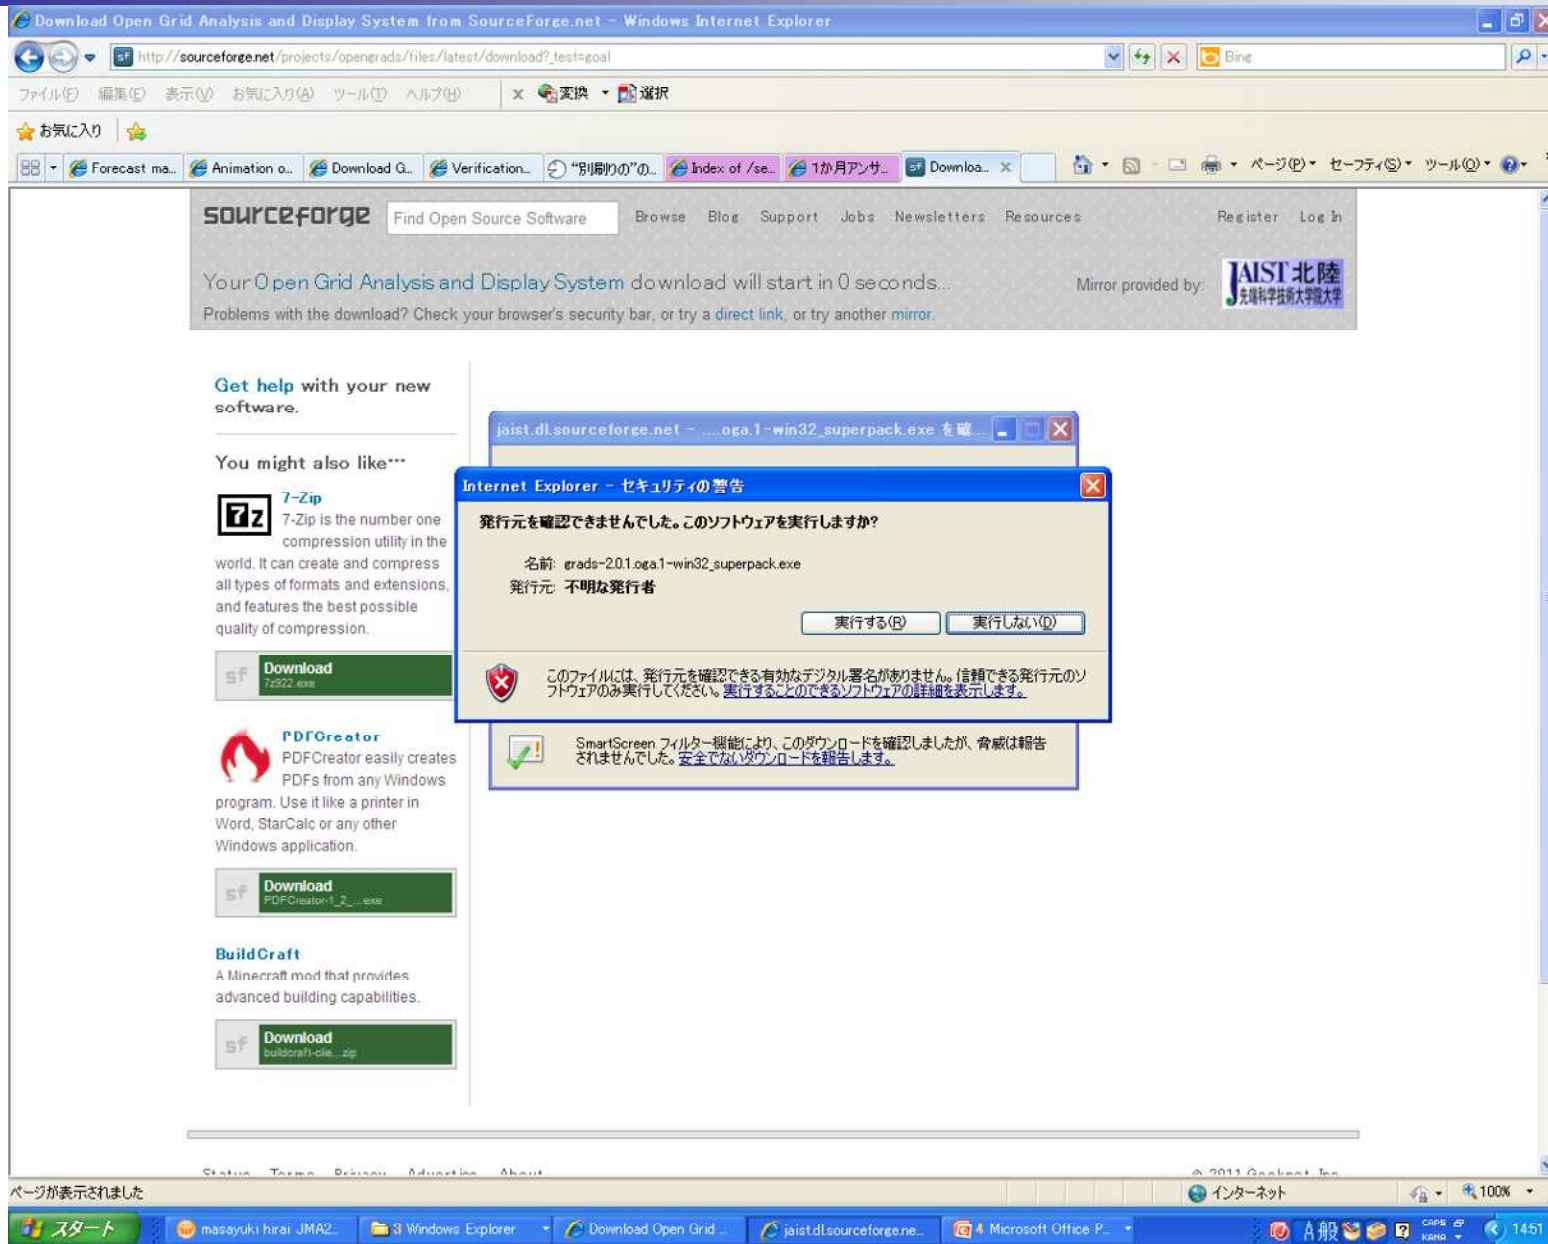 Download Open Grid Analysis and Display System from SourceForge.net - Windows Internet Explorer
http://sourceforge.net/projects/opengrads/files/latest/download?_test=goal
Bing
ファイル(F) 編集(E) 表示(V) お気に入り(A) ツール(T) ヘルプ(H) x 変換 選択
お気に入り
Forecast ma... Animation o... Download G... Verification... “別刷りの”の... Index of /se... 1か月アンサ... Downloa... X ページ(P) セーフティ(S) ツール(O)
sourceforge Find Open Source Software Browse Blog Support Jobs Newsletters Resources Register Log In
Your Open Grid Analysis and Display System download will start in 0 seconds... Mirror provided by: JAIST 北陸
先端科学技術大学院大学
Problems with the download? Check your browser's security bar, or try a direct link, or try another mirror.
Get help with your new
software.
You might also like...
7-Zip
7-Zip is the number one
compression utility in the
world. It can create and compress
all types of formats and extensions,
and features the best possible
quality of compression.
sf Download
7z922.exe
PDFCreator
PDFCreator easily creates
PDFs from any Windows
program. Use it like a printer in
Word, StarCalc or any other
Windows application.
sf Download
PDFCreator-1_2_...exe
BuildCraft
A Minecraft mod that provides
advanced building capabilities.
sf Download
buildcraft-clie...zip
jaist.dl.sourceforge.net - ....oga.1-win32_superpack.exe を確...
Internet Explorer - セキュリティの警告
発行元を確認できませんでした。このソフトウェアを実行しますか?
名前: grads-2.0.1.oga.1-win32_superpack.exe
発行元: 不明な発行者
実行する(R) 実行しない(D)
このファイルには、発行元を確認できる有効なデジタル署名がありません。信頼できる発行元のソ
フトウェアのみ実行してください。実行することのできるソフトウェアの詳細を表示します。
SmartScreen フィルター機能により、このダウンロードを確認しましたが、脅威は報告
されませんでした。安全でないダウンロードを報告します。
Status Terms Privacy Advertise About © 2011 Geeknet, Inc.
ページが表示されました インターネット 100%
スタート masayuki hirai JMA2... 3 Windows Explorer Download Open Grid ... jaist.dl.sourceforge.ne... 4 Microsoft Office P... A 般 CAPS KANA 14:51